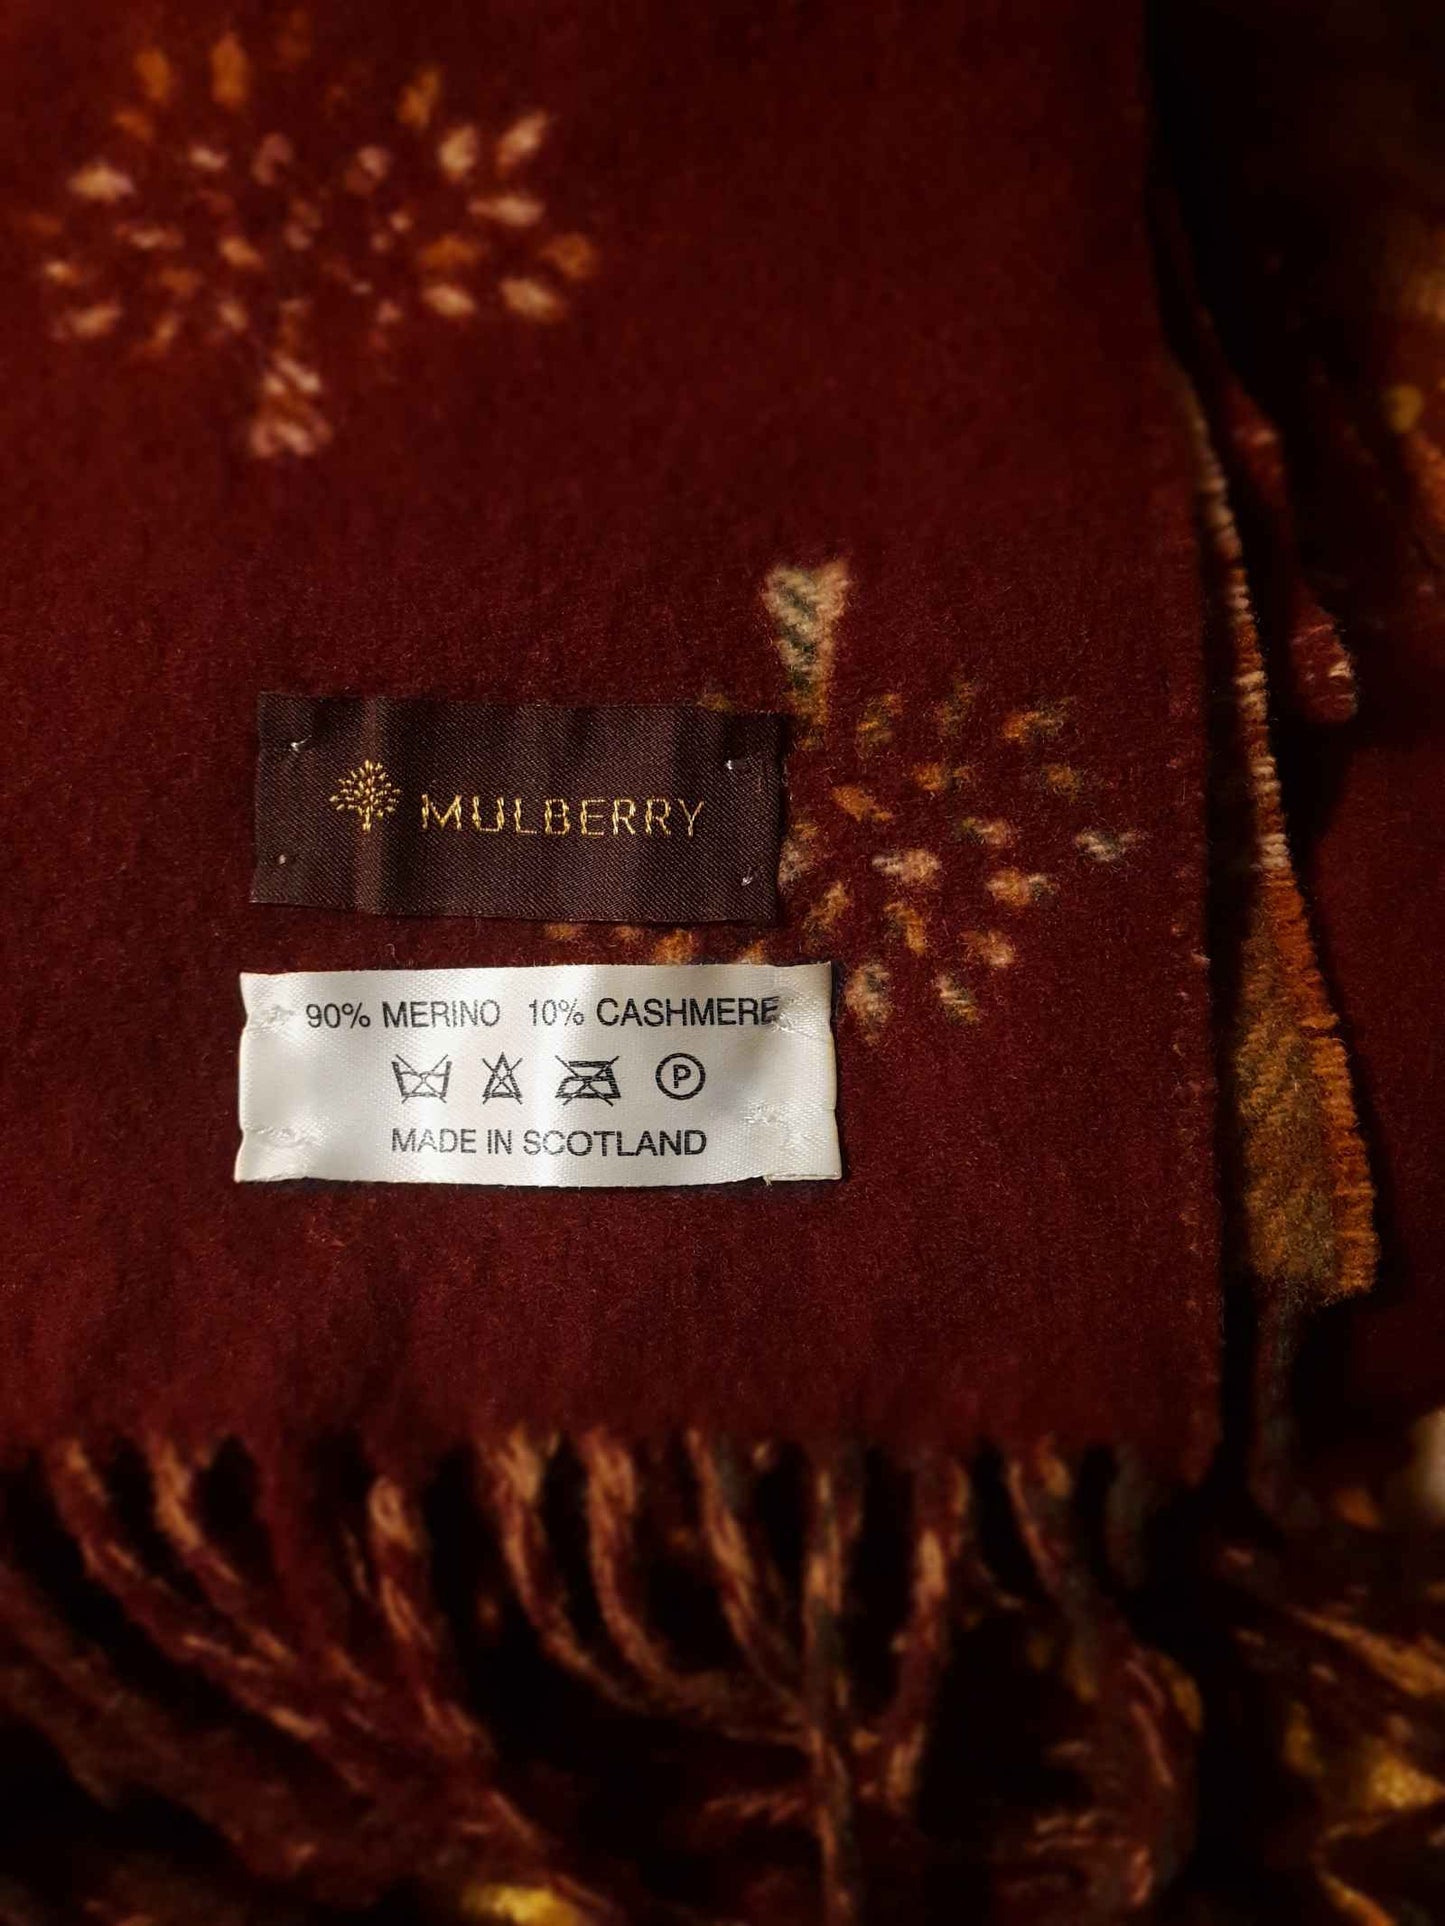 MULBERRY
90% MERINO 10% CASHMERE
P
MADE IN SCOTLAND